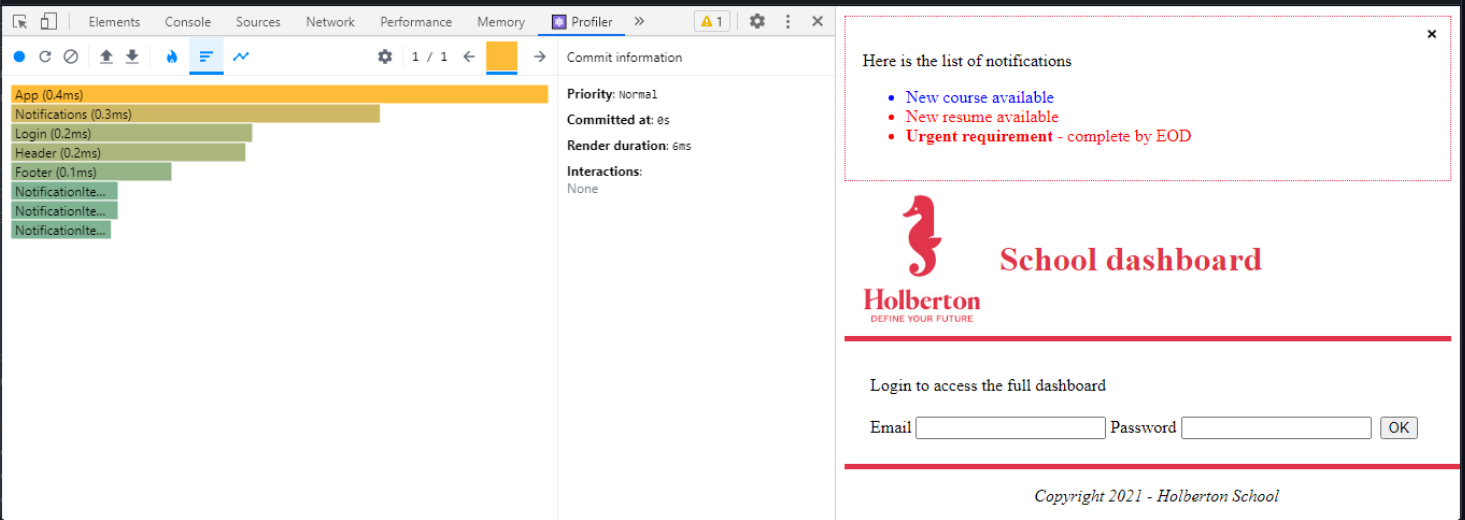 Elements Console Sources Network Performance Memory Profiler » 1
1 / 1 Commit information
App (0.4ms)
Notifications (0.3ms)
Login (0.2ms)
Header (0.2ms)
Footer (0.1ms)
NotificationIte...
NotificationIte...
NotificationIte...
Priority: Normal
Committed at: 0s
Render duration: 6ms
Interactions:
None
Here is the list of notifications
New course available
New resume available
Urgent requirement - complete by EOD
Holberton
DEFINE YOUR FUTURE
School dashboard
Login to access the full dashboard
Email Password OK
Copyright 2021 - Holberton School